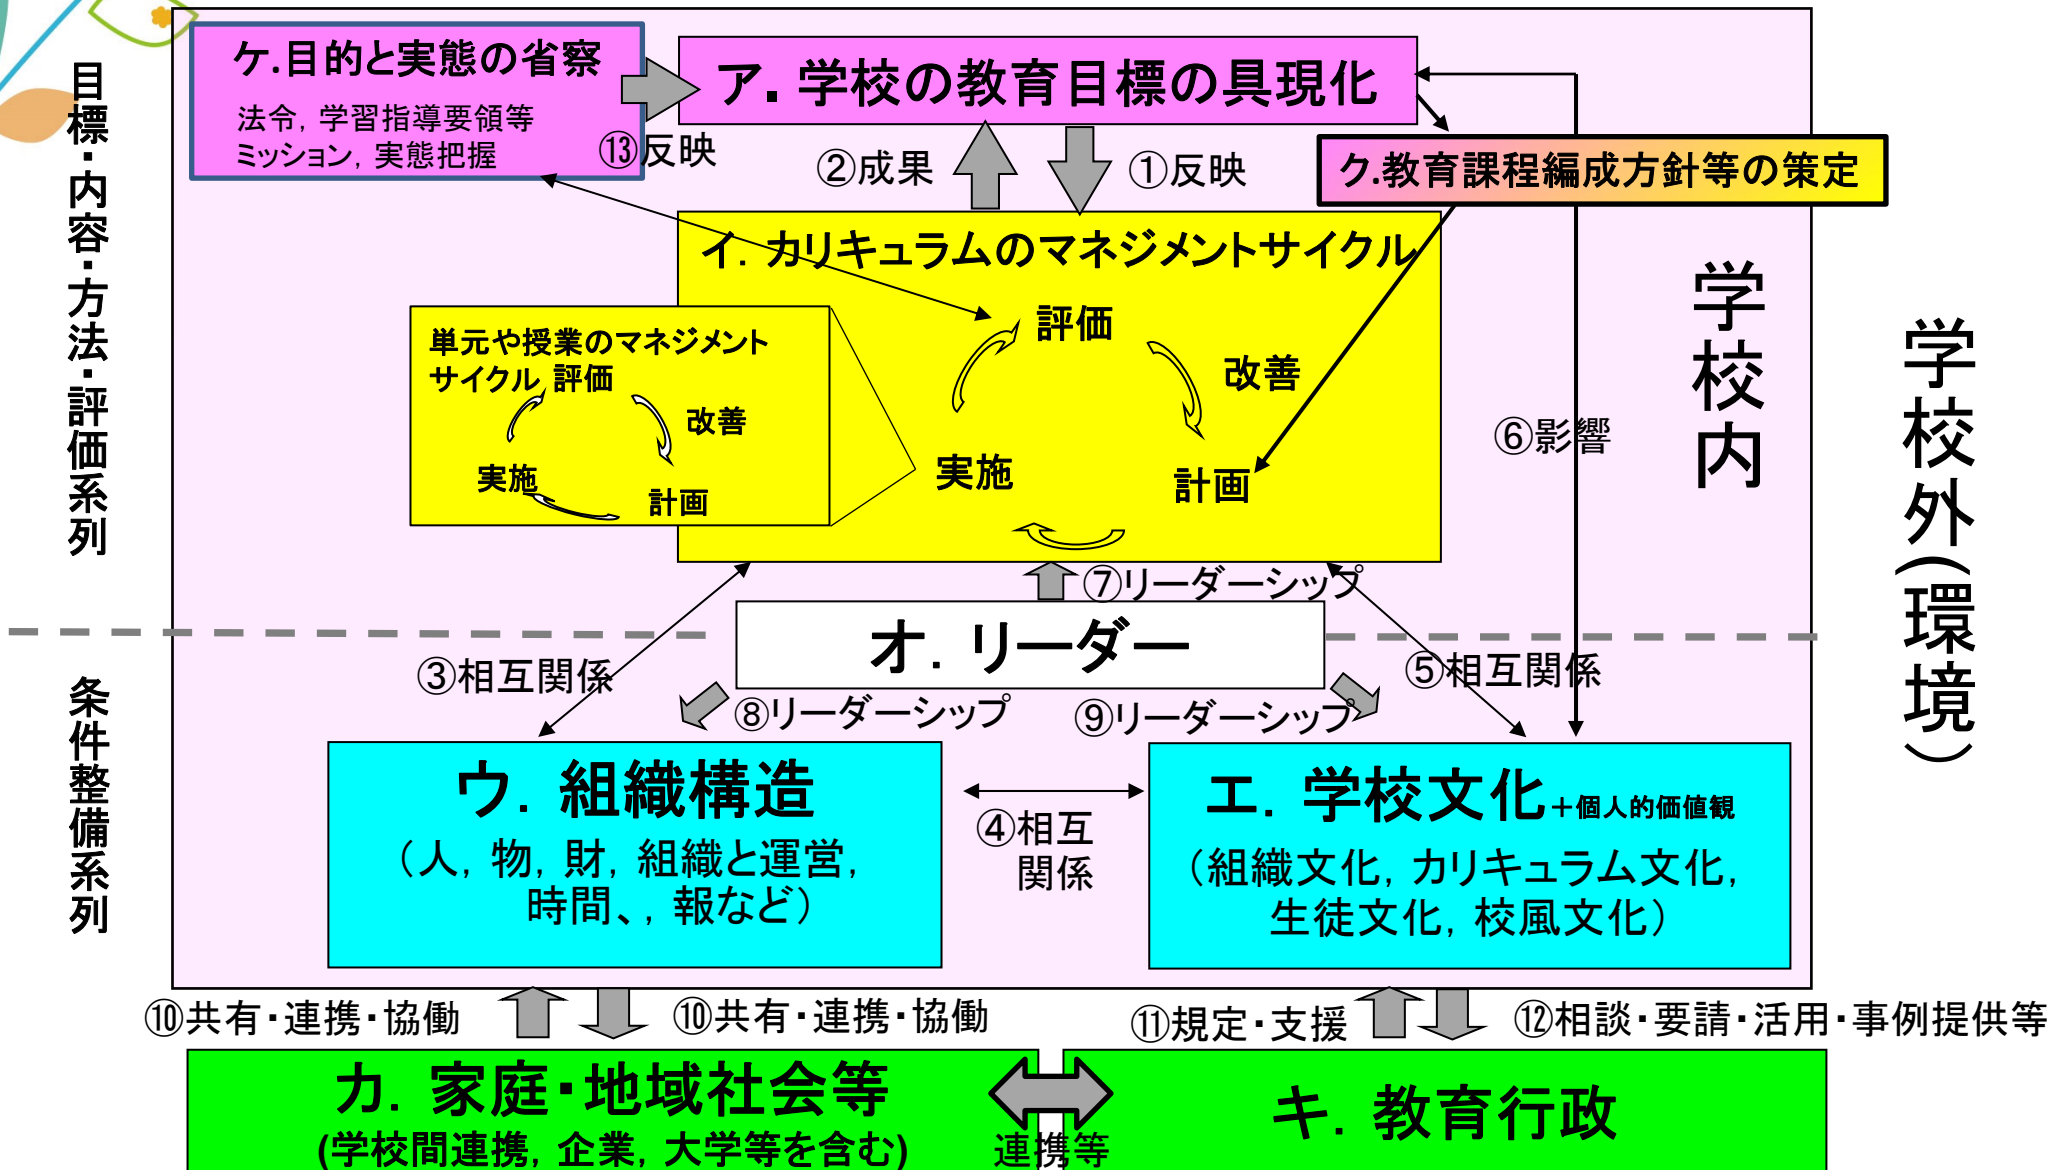 ケ.目的と実態の省察
法令，学習指導要領等
ミッション，実態把握
⑬反映
ア．学校の教育目標の具現化
②成果
①反映
ク.教育課程編成方針等の策定
目標・内容・方法・評価系列
イ．カリキュラムのマネジメントサイクル
評価
改善
計画
実施
単元や授業のマネジメント
サイクル 評価
改善
実施
計画
学校内
学校外(環境)
⑥影響
⑦リーダーシップ
オ．リーダー
③相互関係
⑤相互関係
⑧リーダーシップ
⑨リーダーシップ
条件整備系列
ウ．組織構造
（人，物，財，組織と運営，
時間、，報など）
④相互
関係
エ．学校文化＋個人的価値観
（組織文化，カリキュラム文化，
生徒文化，校風文化）
⑩共有・連携・協働
⑩共有・連携・協働
⑪規定・支援
⑫相談・要請・活用・事例提供等
カ．家庭・地域社会等
(学校間連携，企業，大学等を含む)
連携等
キ．教育行政